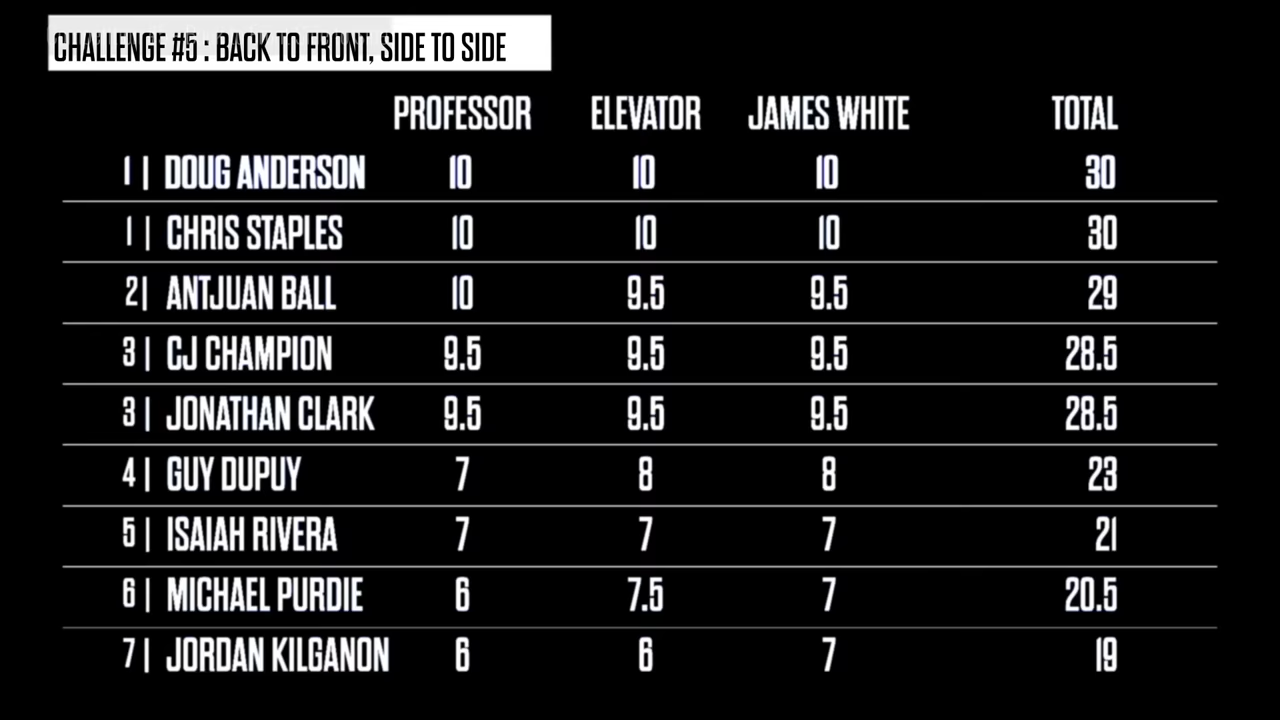 CHALLENGE #5 : BACK TO FRONT, SIDE TO SIDE
PROFESSOR ELEVATOR JAMES WHITE TOTAL
1 | DOUG ANDERSON 10 10 10 30
1 | CHRIS STAPLES 10 10 10 30
2 | ANTJUAN BALL 10 9.5 9.5 29
3 | CJ CHAMPION 9.5 9.5 9.5 28.5
3 | JONATHAN CLARK 9.5 9.5 9.5 28.5
4 | GUY DUPUY 7 8 8 23
5 | ISAIAH RIVERA 7 7 7 21
6 | MICHAEL PURDIE 6 7.5 7 20.5
7 | JORDAN KILGANON 6 6 7 19